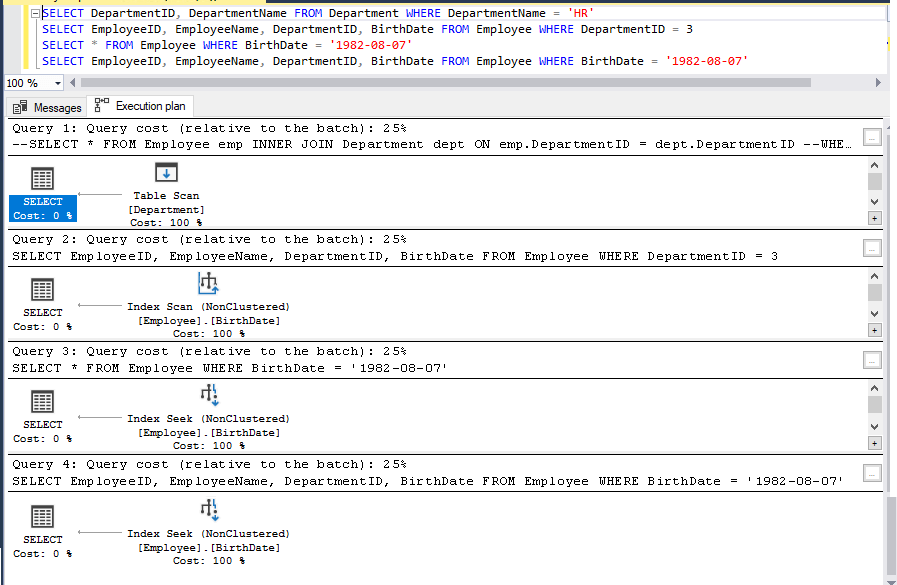 SELECT DepartmentID, DepartmentName FROM Department WHERE DepartmentName = 'HR'
SELECT EmployeeID, EmployeeName, DepartmentID, BirthDate FROM Employee WHERE DepartmentID = 3
SELECT * FROM Employee WHERE BirthDate = '1982-08-07'
SELECT EmployeeID, EmployeeName, DepartmentID, BirthDate FROM Employee WHERE BirthDate = '1982-08-07'
100 %
Messages Execution plan
Query 1: Query cost (relative to the batch): 25%
--SELECT * FROM Employee emp INNER JOIN Department dept ON emp.DepartmentID = dept.DepartmentID --WHE…
SELECT
Cost: 0 %
Table Scan
[Department]
Cost: 100 %
Query 2: Query cost (relative to the batch): 25%
SELECT EmployeeID, EmployeeName, DepartmentID, BirthDate FROM Employee WHERE DepartmentID = 3
SELECT
Cost: 0 %
Index Scan (NonClustered)
[Employee].[BirthDate]
Cost: 100 %
Query 3: Query cost (relative to the batch): 25%
SELECT * FROM Employee WHERE BirthDate = '1982-08-07'
SELECT
Cost: 0 %
Index Seek (NonClustered)
[Employee].[BirthDate]
Cost: 100 %
Query 4: Query cost (relative to the batch): 25%
SELECT EmployeeID, EmployeeName, DepartmentID, BirthDate FROM Employee WHERE BirthDate = '1982-08-07'
SELECT
Cost: 0 %
Index Seek (NonClustered)
[Employee].[BirthDate]
Cost: 100 %